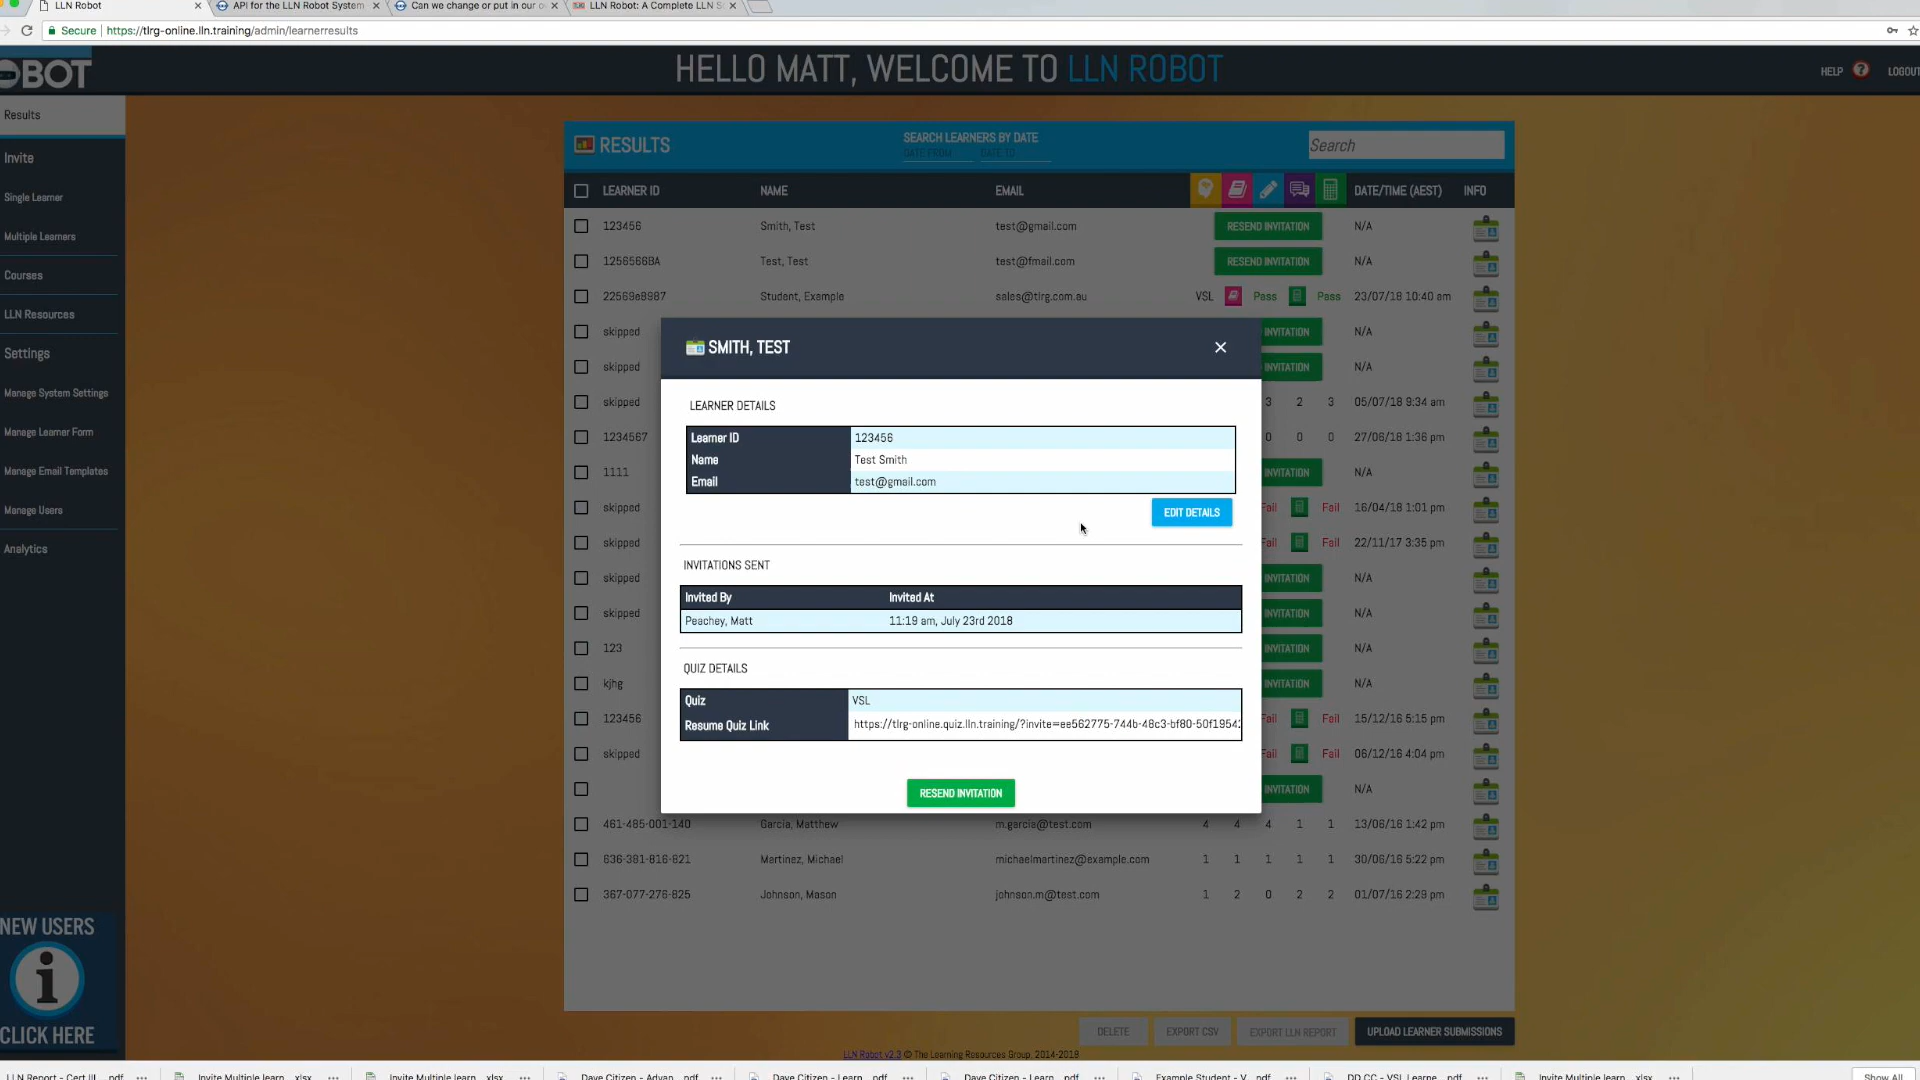 LLN Robot
API for the LLN Robot System
Can we change or put in our o
LLN Robot: A Complete LLN S
Secure | https://tlrg-online.lln.training/admin/learnerresults
BOT
HELLO MATT, WELCOME TO LLN ROBOT
HELP
LOGOUT
Results
Invite
Single Learner
Multiple Learners
Courses
LLN Resources
Settings
Manage System Settings
Manage Learner Form
Manage Email Templates
Manage Users
Analytics
NEW USERS
CLICK HERE
RESULTS
SEARCH LEARNERS BY DATE
DATE FROM DATE TO
Search
LEARNER ID NAME EMAIL DATE/TIME (AEST) INFO
123456 Smith, Test test@gmail.com RESEND INVITATION N/A
1256566BA Test, Test test@fmail.com RESEND INVITATION N/A
22569e8987 Student, Example sales@tlrg.com.au VSL Pass Pass 23/07/18 10:40 am
skipped INVITATION N/A
skipped INVITATION N/A
skipped 3 2 3 05/07/18 9:34 am
1234567 0 0 0 27/06/18 1:36 pm
1111 INVITATION N/A
skipped Fail Fail 16/04/18 1:01 pm
skipped Fail Fail 22/11/17 3:35 pm
skipped INVITATION N/A
skipped INVITATION N/A
123 INVITATION N/A
kjhg INVITATION N/A
123456 Fail Fail 15/12/16 5:15 pm
skipped Fail Fail 06/12/16 4:04 pm
INVITATION N/A
461-485-001-140 Garcia, Matthew m.garcia@test.com 4 4 4 1 1 13/06/16 1:42 pm
636-381-816-821 Martinez, Michael michaelmartinez@example.com 1 1 1 1 1 30/06/16 5:22 pm
367-077-276-825 Johnson, Mason johnson.m@test.com 1 2 0 2 2 01/07/16 2:29 pm
SMITH, TEST
LEARNER DETAILS
Learner ID 123456
Name Test Smith
Email test@gmail.com
EDIT DETAILS
INVITATIONS SENT
Invited By Invited At
Peachey, Matt 11:19 am, July 23rd 2018
QUIZ DETAILS
Quiz VSL
Resume Quiz Link https://tlrg-online.quiz.lln.training/?invite=ee562775-744b-48c3-bf80-50f19542
RESEND INVITATION
DELETE
EXPORT CSV
EXPORT LLN REPORT
UPLOAD LEARNER SUBMISSIONS
LLN Robot v2.3 © The Learning Resources Group, 2014-2018
LLN Report - Cert III....pdf
Invite Multiple learn....xlsx
Invite Multiple learn....xlsx
Dave Citizen - Advan....pdf
Dave Citizen - Learn....pdf
Dave Citizen - Learn....pdf
Example Student - V....pdf
DD CC - VSL Learne....pdf
Invite Multiple learn....xlsx
Show All